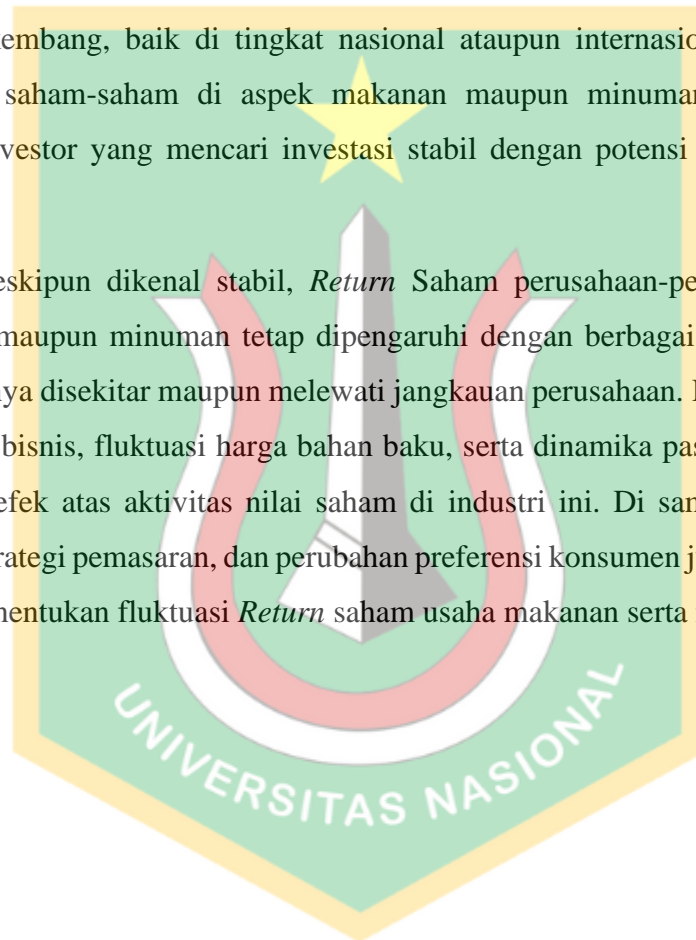 embang, baik di tingkat nasional ataupun internasio
saham-saham di aspek makanan maupun minuman
vestor yang mencari investasi stabil dengan potensi
eskipun dikenal stabil, Return Saham perusahaan-pe
maupun minuman tetap dipengaruhi dengan berbagai
nya disekitar maupun melewati jangkauan perusahaan.
bisnis, fluktuasi harga bahan baku, serta dinamika pas
efek atas aktivitas nilai saham di industri ini. Di sam
rategi pemasaran, dan perubahan preferensi konsumen j
nentukan fluktuasi Return saham usaha makanan serta
UNIVERSITAS NASIONAL